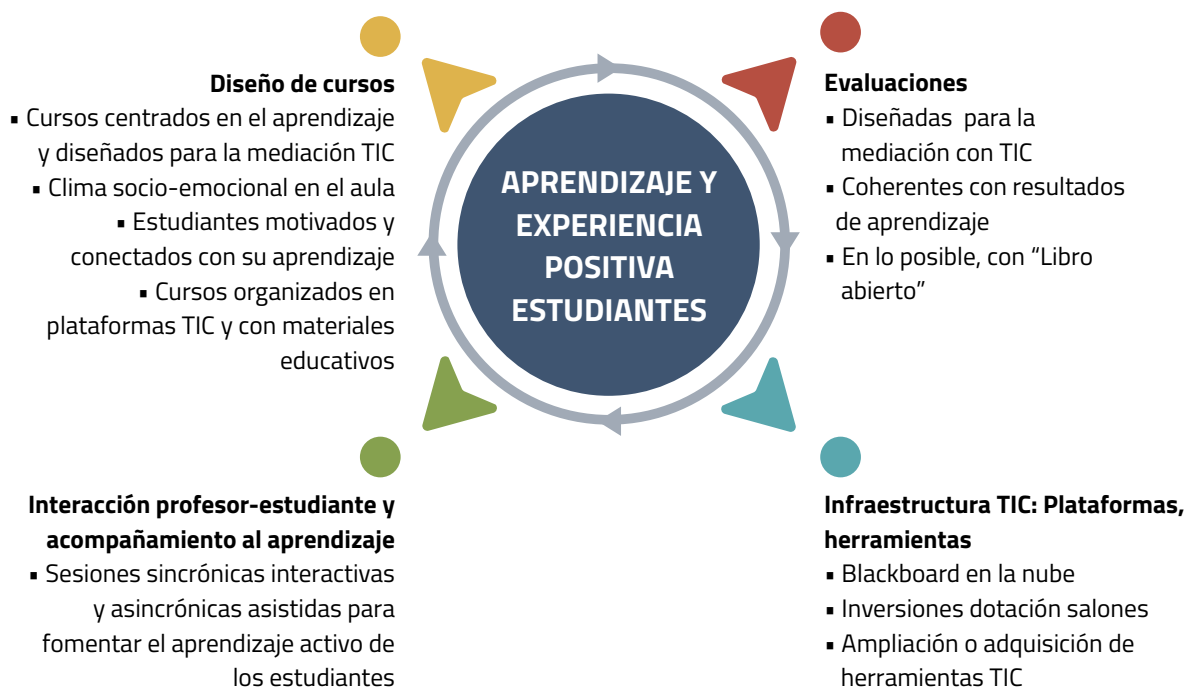 Diseño de cursos
▪ Cursos centrados en el aprendizaje
y diseñados para la mediación TIC
▪ Clima socio-emocional en el aula
▪ Estudiantes motivados y
conectados con su aprendizaje
▪ Cursos organizados en
plataformas TIC y con materiales
educativos
APRENDIZAJE Y
EXPERIENCIA
POSITIVA
ESTUDIANTES
Evaluaciones
▪ Diseñadas para la
mediación con TIC
▪ Coherentes con resultados
de aprendizaje
▪ En lo posible, con “Libro
abierto”
Interacción profesor-estudiante y
acompañamiento al aprendizaje
▪ Sesiones sincrónicas interactivas
y asincrónicas asistidas para
fomentar el aprendizaje activo de
los estudiantes
Infraestructura TIC: Plataformas,
herramientas
▪ Blackboard en la nube
▪ Inversiones dotación salones
▪ Ampliación o adquisición de
herramientas TIC